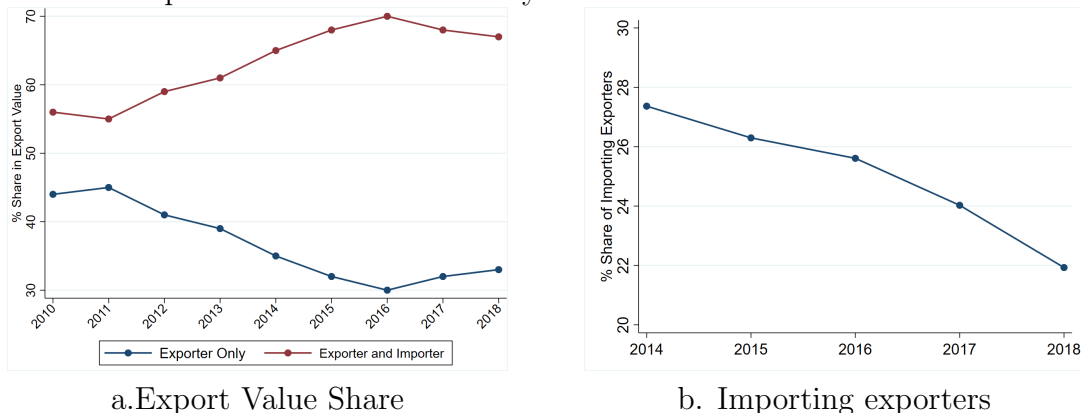 % Share in Export Value
70
60
50
40
30
2010 2011 2012 2013 2014 2015 2016 2017 2018
Exporter Only Exporter and Importer
a.Export Value Share
% Share of Importing Exporters
30
28
26
24
22
20
2014 2015 2016 2017 2018
b. Importing exporters